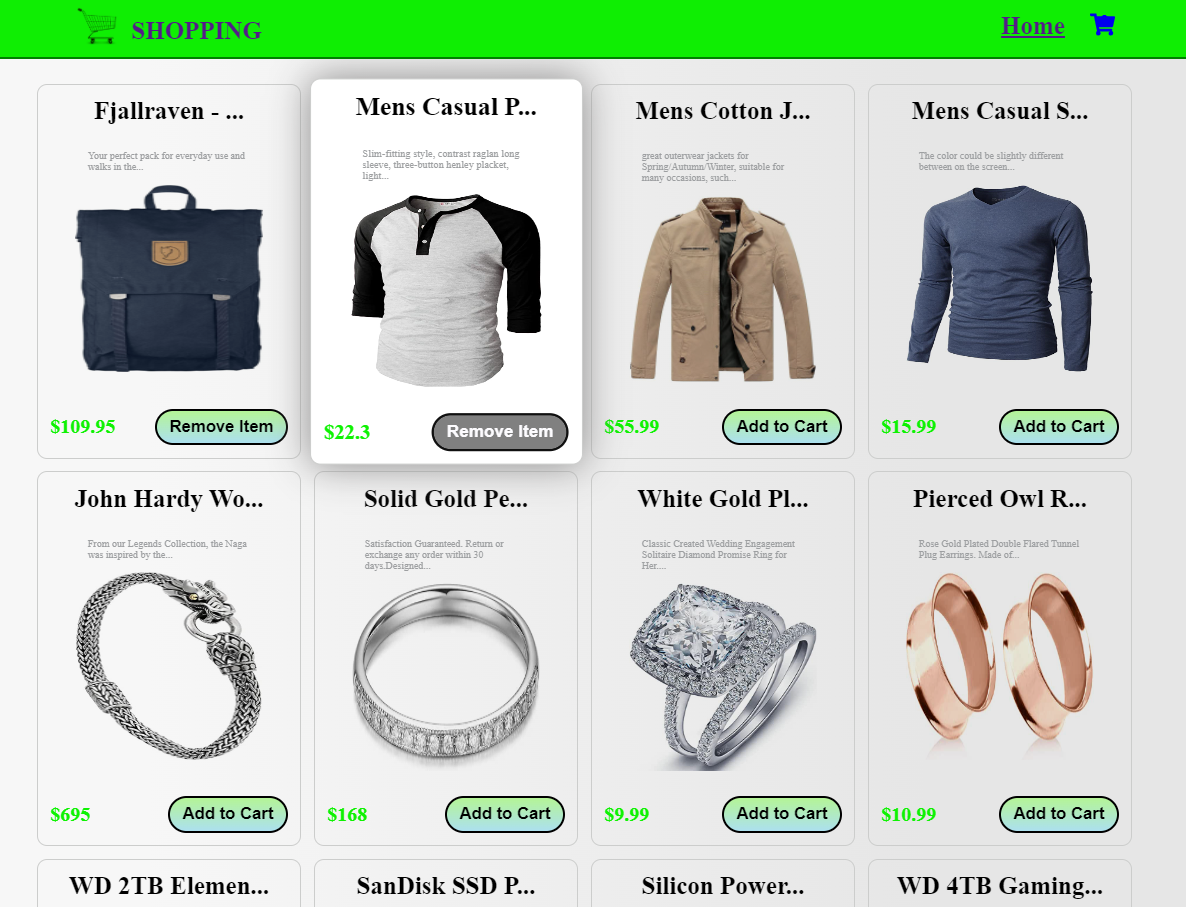 SHOPPING
Home
Fjallraven - ...
Your perfect pack for everyday use and
walks in the...
$109.95
Remove Item
Mens Casual P...
Slim-fitting style, contrast raglan long
sleeve, three-button henley placket,
light...
$22.3
Remove Item
Mens Cotton J...
great outerwear jackets for
Spring/Autumn/Winter, suitable for
many occasions, such...
$55.99
Add to Cart
Mens Casual S...
The color could be slightly different
between on the screen...
$15.99
Add to Cart
John Hardy Wo...
From our Legends Collection, the Naga
was inspired by the...
$695
Add to Cart
Solid Gold Pe...
Satisfaction Guaranteed. Return or
exchange any order within 30
days.Designed...
$168
Add to Cart
White Gold Pl...
Classic Created Wedding Engagement
Solitaire Diamond Promise Ring for
Her....
$9.99
Add to Cart
Pierced Owl R...
Rose Gold Plated Double Flared Tunnel
Plug Earrings. Made of...
$10.99
Add to Cart
WD 2TB Elemen...
SanDisk SSD P...
Silicon Power...
WD 4TB Gaming...